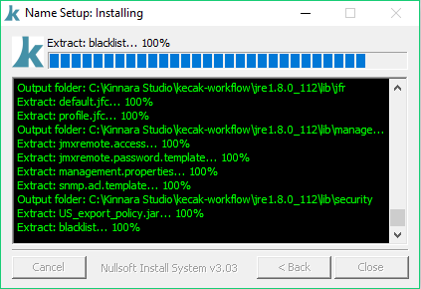 Name Setup: Installing
Extract: blacklist... 100%
Output folder: C:\Kinnara Studio\kecak-workflow\jre1.8.0_112\lib\jfr
Extract: default.jfc... 100%
Extract: profile.jfc... 100%
Output folder: C:\Kinnara Studio\kecak-workflow\jre1.8.0_112\lib\manage...
Extract: jmxremote.access... 100%
Extract: jmxremote.password.template... 100%
Extract: management.properties... 100%
Extract: snmp.acl.template... 100%
Output folder: C:\Kinnara Studio\kecak-workflow\jre1.8.0_112\lib\security
Extract: US_export_policy.jar... 100%
Extract: blacklist... 100%
Cancel Nullsoft Install System v3.03 < Back Close